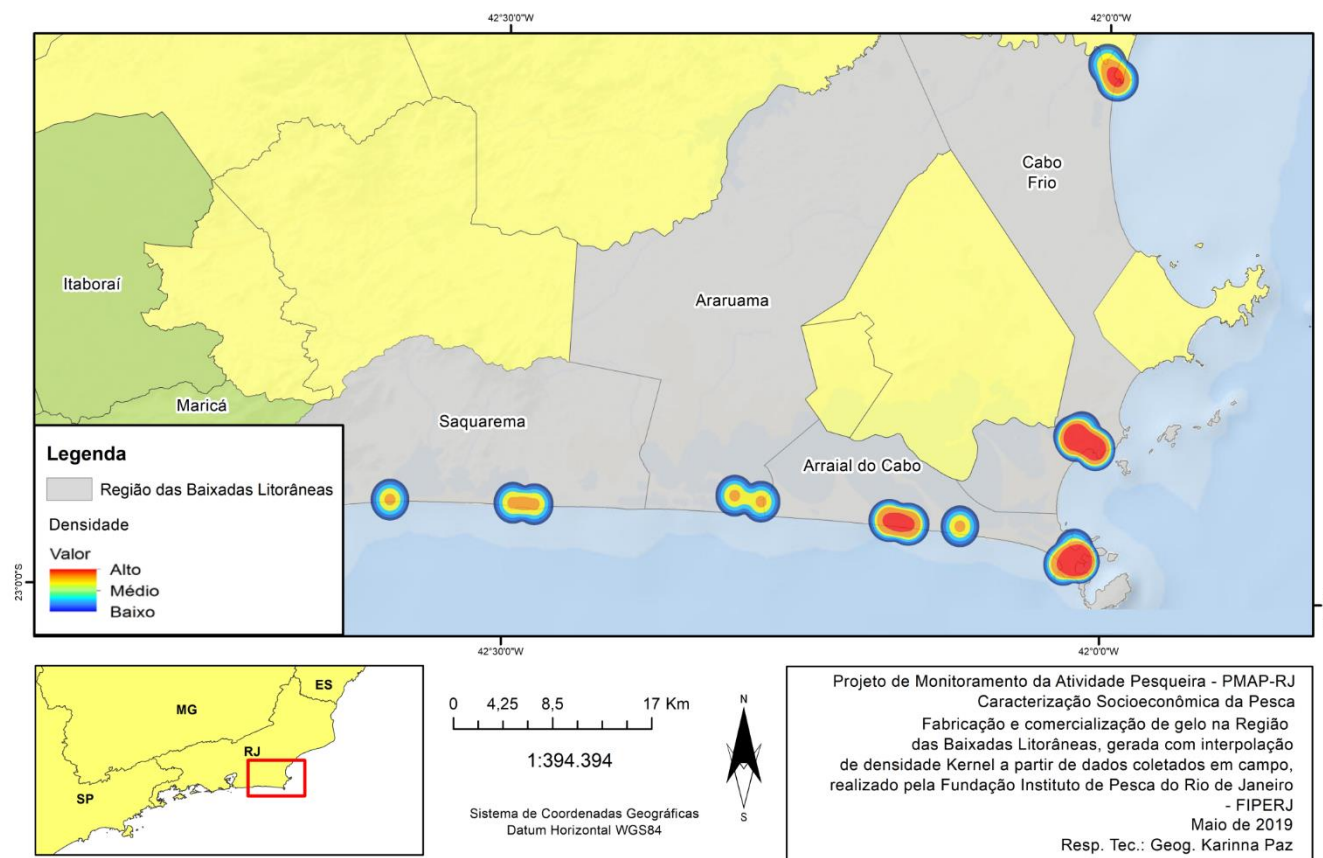 42°30'0"W
42°0'0"W
Cabo
Frio
Itaboraí
Araruama
Maricá
Saquarema
Arraial do Cabo
Legenda
Região das Baixadas Litorâneas
Densidade
Valor
Alto
Médio
Baixo
23°0'0"S
42°30'0"W
42°0'0"W
ES
MG
RJ
SP
0 4,25 8,5 17 Km
1:394.394
Sistema de Coordenadas Geográficas
Datum Horizontal WGS84
N
S
Projeto de Monitoramento da Atividade Pesqueira - PMAP-RJ
Caracterização Socioeconômica da Pesca
Fabricação e comercialização de gelo na Região
das Baixadas Litorâneas, gerada com interpolação
de densidade Kernel a partir de dados coletados em campo,
realizado pela Fundação Instituto de Pesca do Rio de Janeiro
- FIPERJ
Maio de 2019
Resp. Tec.: Geog. Karinna Paz